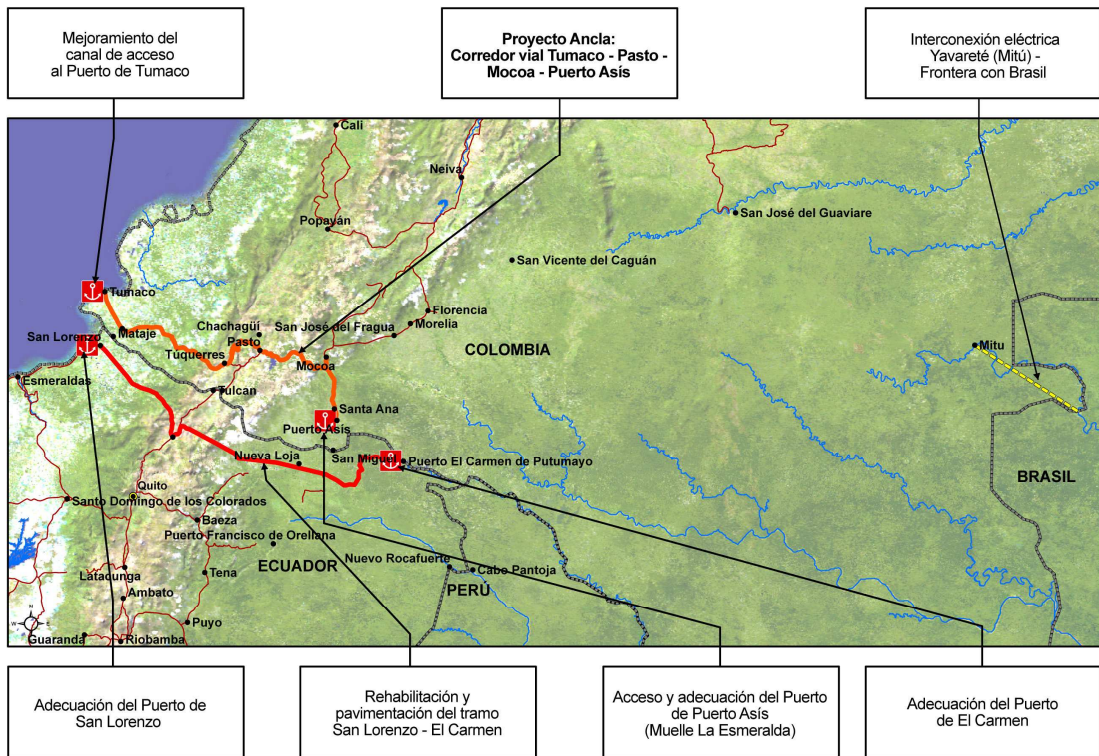 Mejoramiento del
canal de acceso
al Puerto de Tumaco
Proyecto Ancla:
Corredor vial Tumaco - Pasto -
Mocoa - Puerto Asís
Interconexión eléctrica
Yavareté (Mitú) -
Frontera con Brasil
Cali
Neiva
Popayán
San José del Guaviare
San Vicente del Caguán
Tumaco
Florencia
Morelia
San José del Fragua
Chachagüí
Pasto
Mataje
San Lorenzo
Túquerres
Mocoa
COLOMBIA
Mitu
Esmeraldas
Tulcan
Santa Ana
Puerto Asís
San Miguel
Puerto El Carmen de Putumayo
Nueva Loja
BRASIL
Quito
Santo Domingo de los Colorados
Baeza
Puerto Francisco de Orellana
ECUADOR
Nuevo Rocafuerte
Cabo Pantoja
PERÚ
Latacunga
Tena
Ambato
Puyo
Guaranda
Riobamba
N
W
E
S
Adecuación del Puerto de
San Lorenzo
Rehabilitación y
pavimentación del tramo
San Lorenzo - El Carmen
Acceso y adecuación del Puerto
de Puerto Asís
(Muelle La Esmeralda)
Adecuación del Puerto
de El Carmen